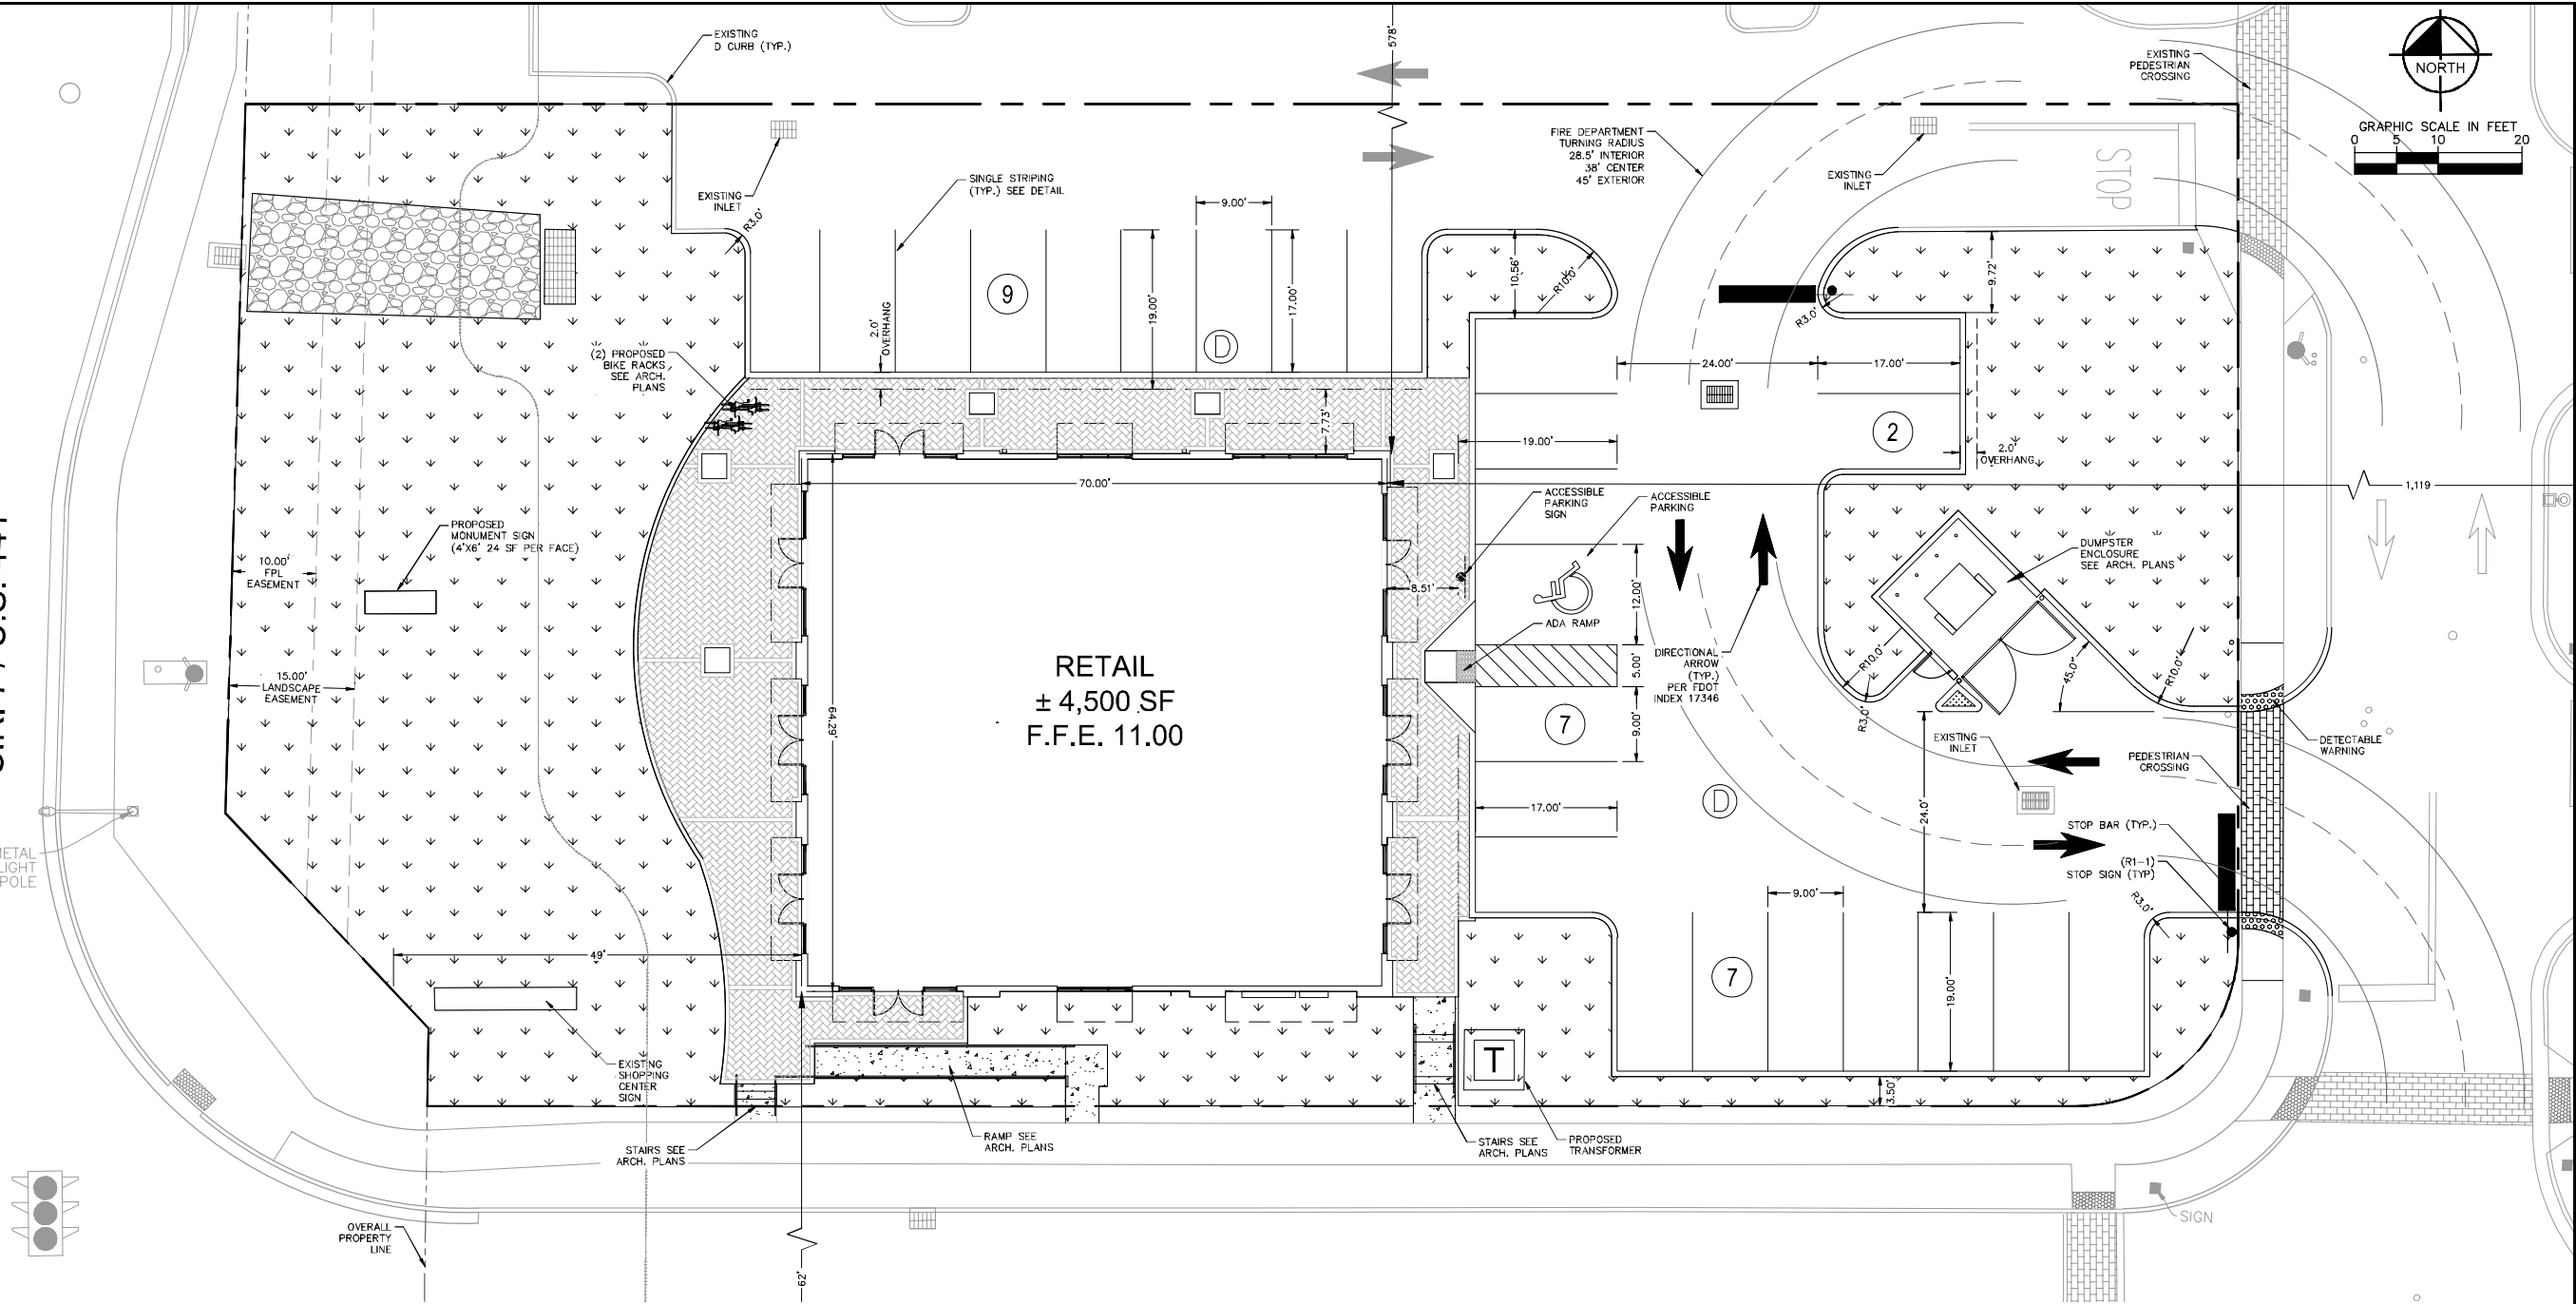 EXISTING
D CURB (TYP.)
578'
EXISTING
PEDESTRIAN
CROSSING
NORTH
GRAPHIC SCALE IN FEET
0 5 10 20
FIRE DEPARTMENT
TURNING RADIUS
28.5' INTERIOR
38' CENTER
45' EXTERIOR
EXISTING
INLET
STOP
EXISTING
INLET
SINGLE STRIPING
(TYP.) SEE DETAIL
R3.0'
9.00'
9
2.0'
OVERHANG
19.00'
17.00'
D
10.56'
R10.0'
R3.0'
9.72'
24.00'
17.00'
2
2.0'
OVERHANG
(2) PROPOSED
BIKE RACKS
SEE ARCH.
PLANS
7.73'
19.00'
70.00'
1,119
ACCESSIBLE
PARKING
SIGN
ACCESSIBLE
PARKING
PROPOSED
MONUMENT SIGN
(4'X6' 24 SF PER FACE)
10.00'
FPL
EASEMENT
DUMPSTER
ENCLOSURE
SEE ARCH. PLANS
8.51'
12.00'
ADA RAMP
5.00'
DIRECTIONAL
ARROW
(TYP.)
PER FDOT
INDEX 17346
R10.0'
R3.0'
45.0°
R10.0'
15.00'
LANDSCAPE
EASEMENT
64.29'
RETAIL
± 4,500 SF
F.F.E. 11.00
7
9.00'
EXISTING
INLET
DETECTABLE
WARNING
PEDESTRIAN
CROSSING
17.00'
D
24.0'
STOP BAR (TYP.)
(R1-1)
STOP SIGN (TYP)
R3.0'
METAL
LIGHT
POLE
9.00'
49'
7
19.00'
T
3.50'
EXISTING
SHOPPING
CENTER
SIGN
STAIRS SEE
ARCH. PLANS
RAMP SEE
ARCH. PLANS
STAIRS SEE
ARCH. PLANS
PROPOSED
TRANSFORMER
OVERALL
PROPERTY
LINE
62'
SIGN